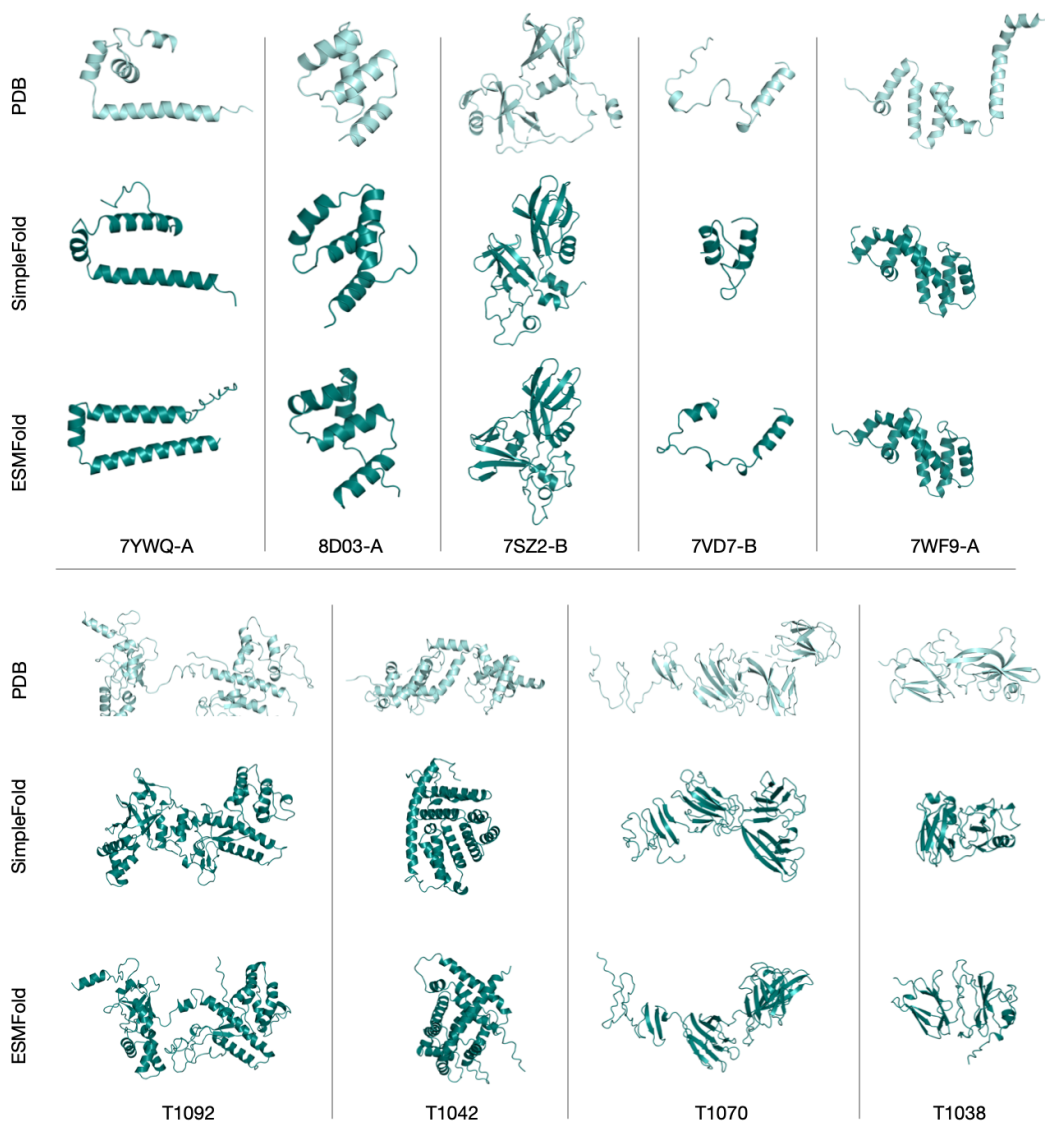 PDB
SimpleFold
ESMFold
7YWQ-A 8D03-A 7SZ2-B 7VD7-B 7WF9-A
PDB
SimpleFold
ESMFold
T1092 T1042 T1070 T1038